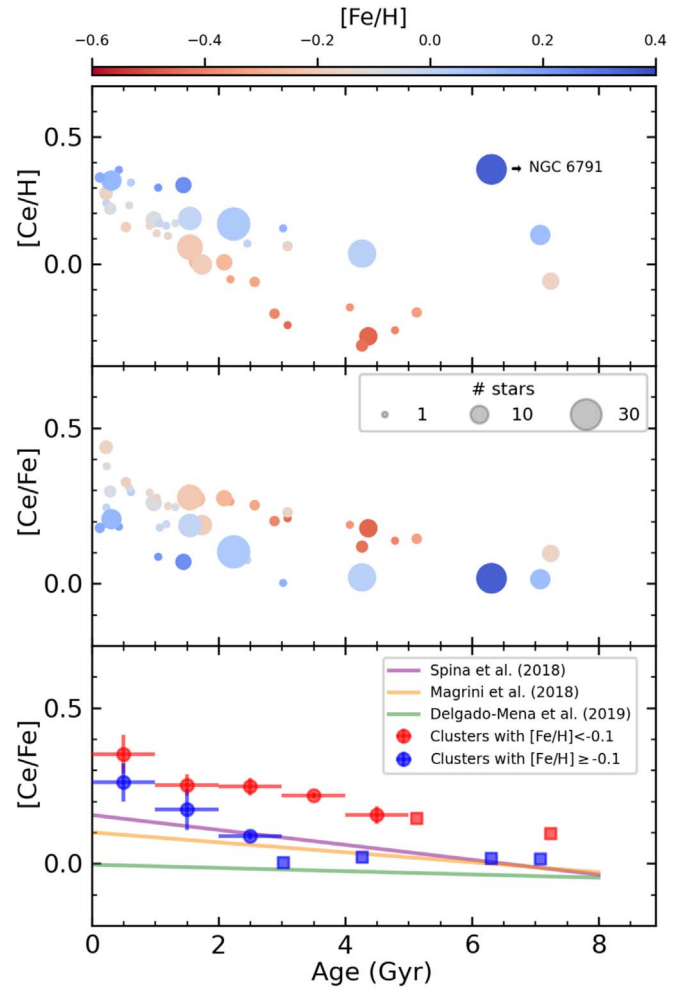 [Fe/H]
−0.6 −0.4 −0.2 0.0 0.2 0.4
[Ce/H]
0.5
0.0
NGC 6791
[Ce/Fe]
0.5
0.0
# stars
1 10 30
[Ce/Fe]
0.5
0.0
Spina et al. (2018)
Magrini et al. (2018)
Delgado-Mena et al. (2019)
Clusters with [Fe/H]<-0.1
Clusters with [Fe/H] ≥ -0.1
0 2 4 6 8
Age (Gyr)